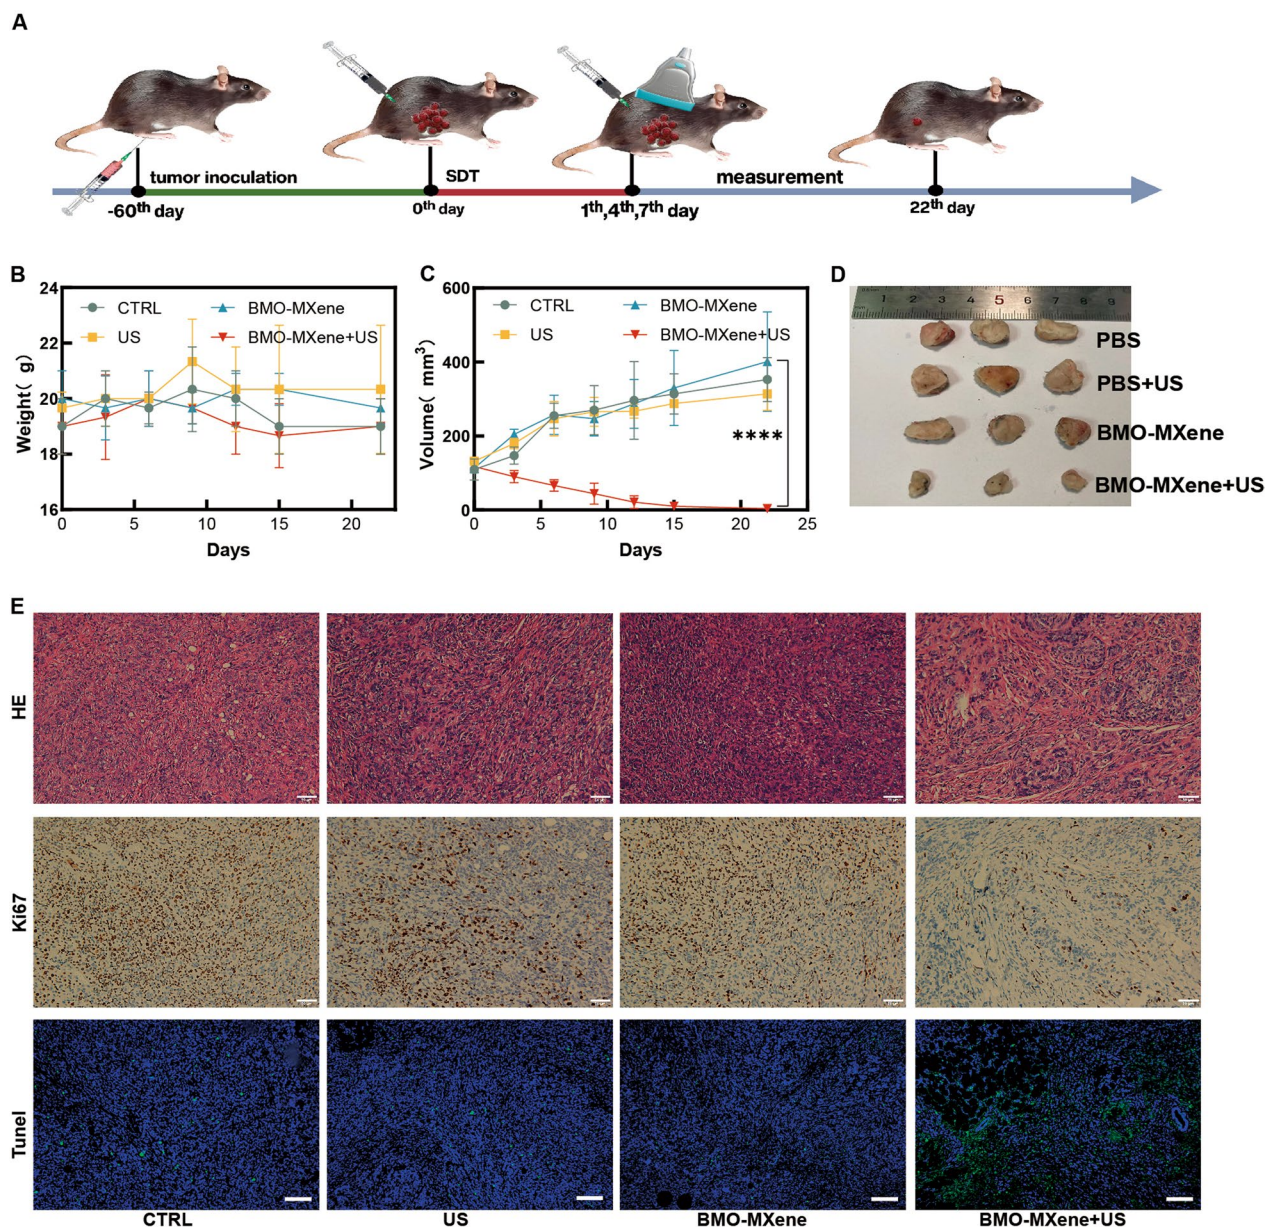 A
tumor inoculation
SDT
measurement
-60th day
0th day
1th,4th,7th day
22th day
B
24
22
20
18
16
Weight( g)
CTRL
BMO-MXene
US
BMO-MXene+US
0
5
10
15
20
Days
C
600
400
200
0
Volume( mm³)
CTRL
BMO-MXene
US
BMO-MXene+US
****
0
5
10
15
20
25
Days
D
1 2 3 4 5 6 7 8 9
PBS
PBS+US
BMO-MXene
BMO-MXene+US
E
HE
Ki67
Tunel
CTRL
US
BMO-MXene
BMO-MXene+US